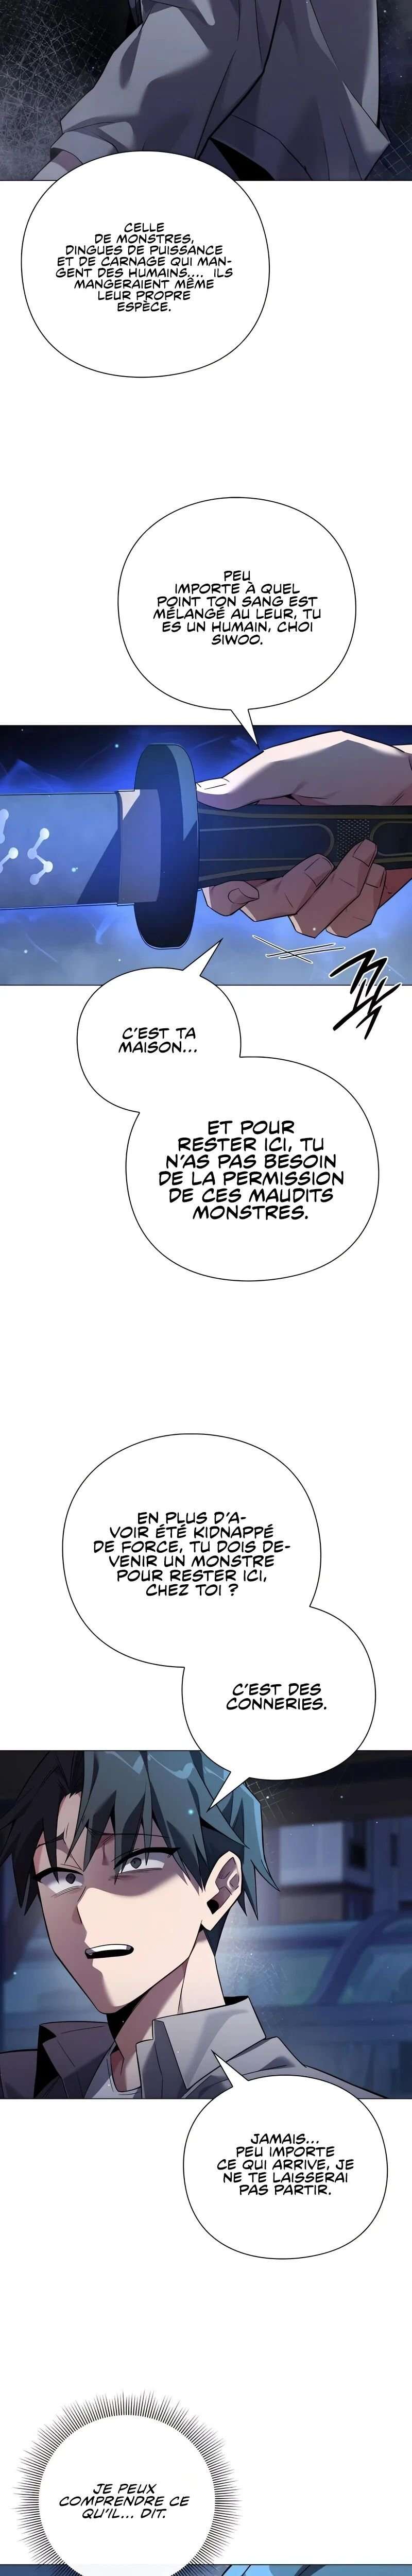 CELLE
DE MONSTRES,
DINGUES DE PUISSANCE
ET DE CARNAGE QUI MAN-
GENT DES HUMAINS.... ILS
MANGERAIENT MÊME
LEUR PROPRE
ESPÈCE.
PEU
IMPORTE À QUEL
POINT TON SANG EST
MÉLANGÉ AU LEUR, TU
ES UN HUMAIN, CHOI
SIWOO.
C'EST TA
MAISON...
ET POUR
RESTER ICI, TU
N'AS PAS BESOIN
DE LA PERMISSION
DE CES MAUDITS
MONSTRES.
EN PLUS D'A-
VOIR ÉTÉ KIDNAPPÉ
DE FORCE, TU DOIS DE-
VENIR UN MONSTRE
POUR RESTER ICI,
CHEZ TOI ?
C'EST DES
CONNERIES.
JAMAIS...
PEU IMPORTE
CE QUI ARRIVE, JE
NE TE LAISSERAI
PAS PARTIR.
JE PEUX
COMPRENDRE CE
QU'IL... DIT.